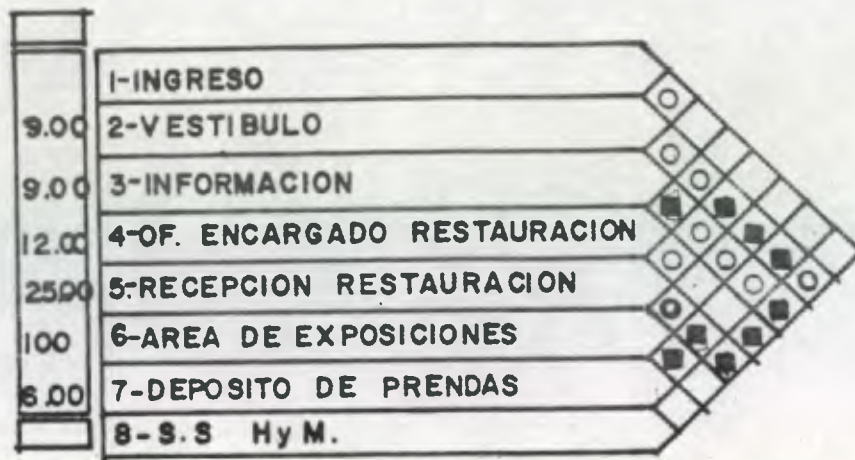 1-INGRESO
9.00 2-VESTIBULO
9.00 3-INFORMACION
12.00 4-OF. ENCARGADO RESTAURACION
25.00 5-RECEPCION RESTAURACION
100 6-AREA DE EXPOSICIONES
6.00 7-DEPOSITO DE PRENDAS
8-S.S HyM.